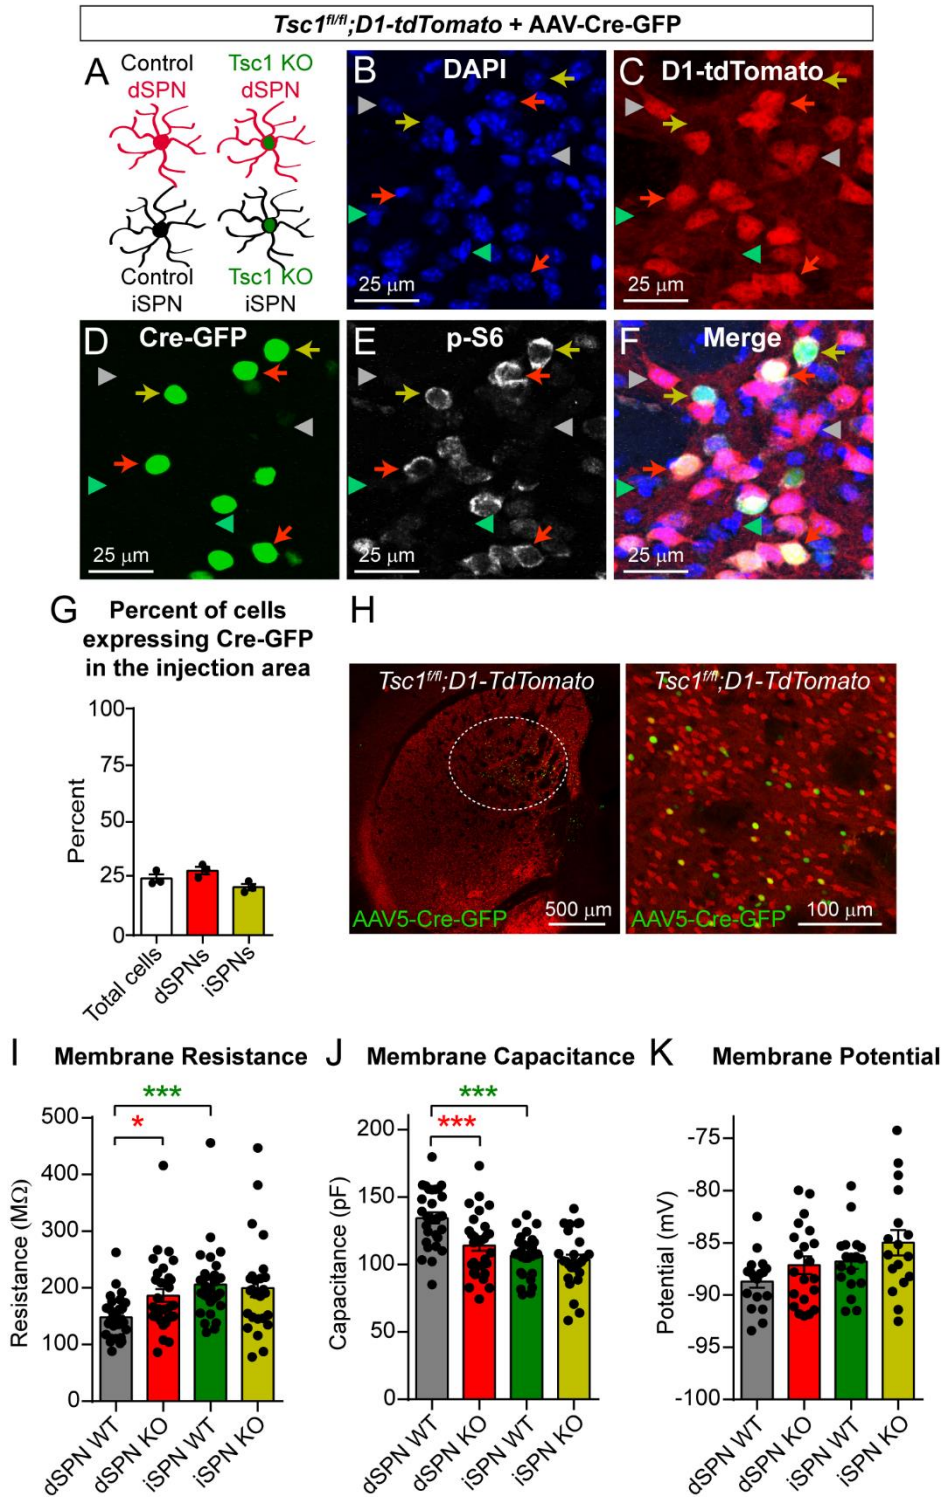 Tsc1fl/fl;D1-tdTomato + AAV-Cre-GFP
A
Control
dSPN
Tsc1 KO
dSPN
Control
iSPN
Tsc1 KO
iSPN
B
DAPI
25 μm
C
D1-tdTomato
25 μm
D
Cre-GFP
25 μm
E
p-S6
25 μm
F
Merge
25 μm
G
Percent of cells
expressing Cre-GFP
in the injection area
100
50
25
0
Percent
Total cells
dSPNs
iSPNs
H
Tsc1f/fl;D1-TdTomato
AAV5-Cre-GFP
500 μm
Tsc1f/fl;D1-TdTomato
AAV5-Cre-GFP
100 μm
I
Membrane Resistance
***
*
500
400
300
200
100
0
Resistance (MΩ)
dSPN WT
dSPN KO
iSPN WT
iSPN KO
J
Membrane Capacitance
***
***
200
150
100
50
0
Capacitance (pF)
dSPN WT
dSPN KO
iSPN WT
iSPN KO
K
Membrane Potential
-75
-80
-85
-90
-95
-100
Potential (mV)
dSPN WT
dSPN KO
iSPN WT
iSPN KO